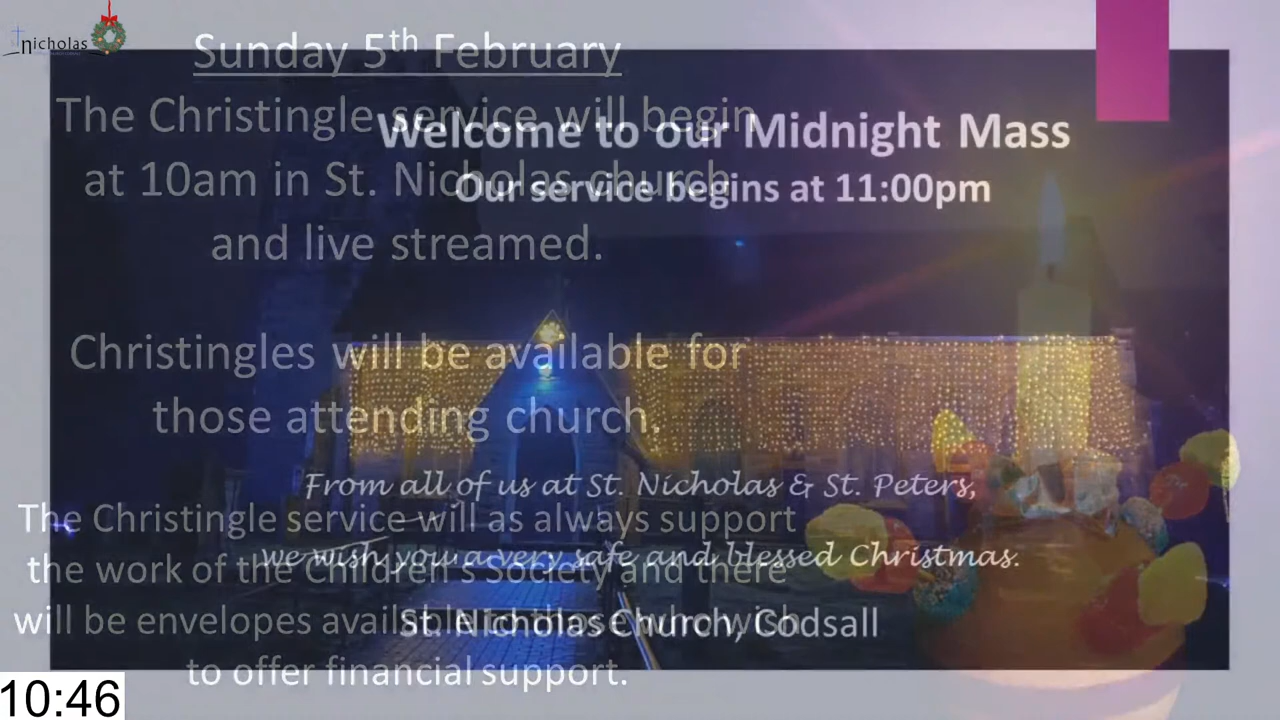 nicholas
Sunday 5th February
The Christingle service will begin
at 10am in St. Nicholas church
and live streamed.
Christingles will be available for
those attending church.
The Christingle service will as always support
the work of the Children's Society and there
will be envelopes available to those who wish
to offer financial support.
Welcome to our Midnight Mass
Our service begins at 11:00pm
From all of us at St. Nicholas & St. Peters,
we wish you a very safe and blessed Christmas.
St. Nicholas Church, Codsall
10:46